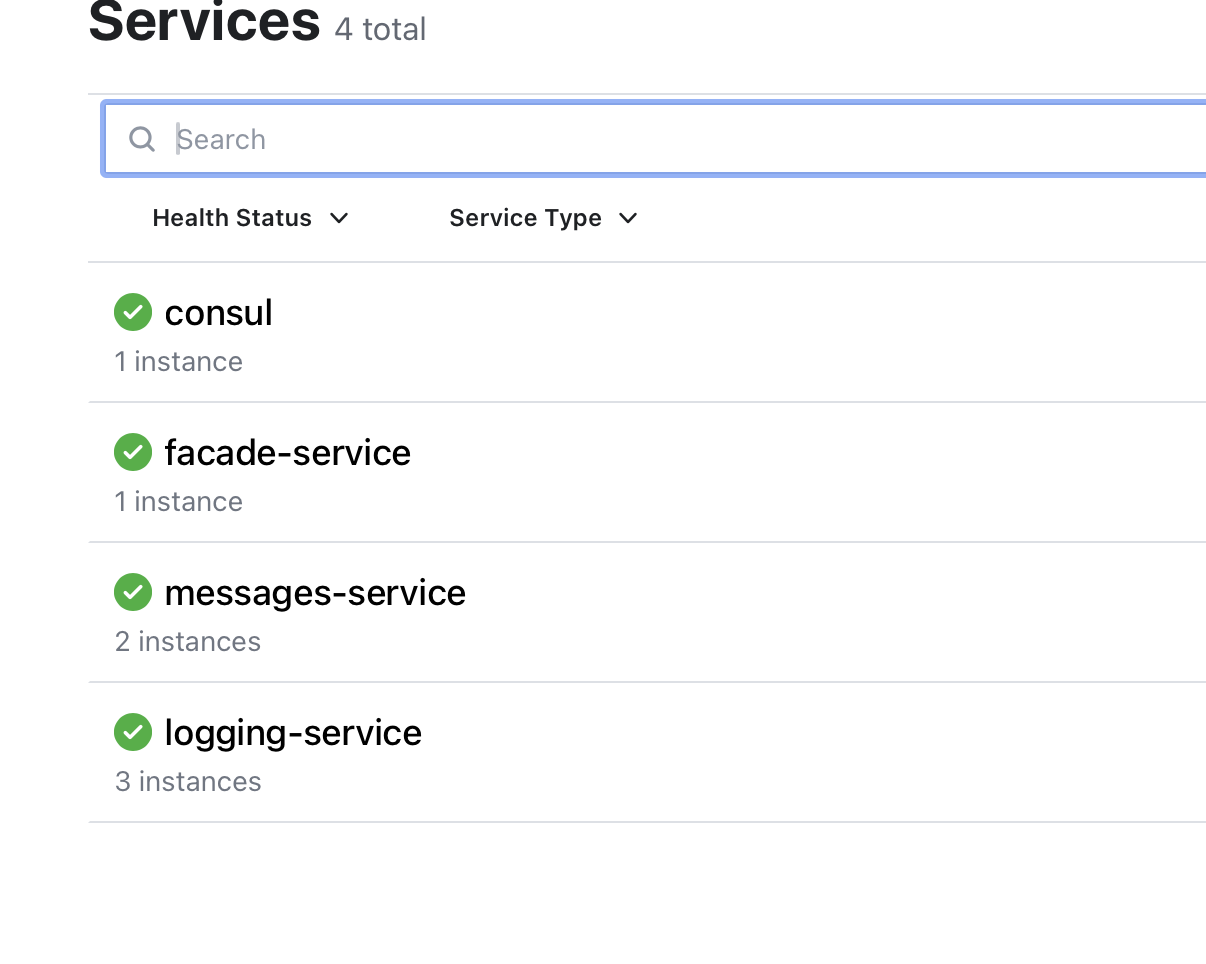 Services 4 total
Search
Health Status Service Type
consul
1 instance
facade-service
1 instance
messages-service
2 instances
logging-service
3 instances